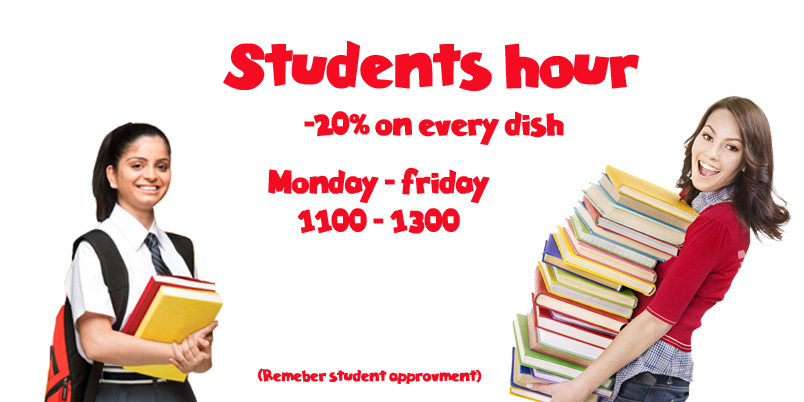 Students hour
-20% on every dish
Monday - friday
1100 - 1300
(Remeber student approvment)